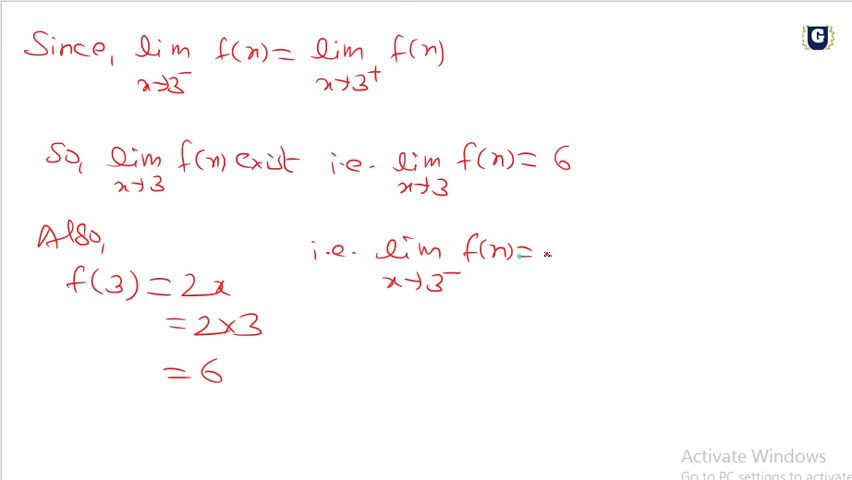 Since, lim f(x) = lim f(x)
x→3⁻ x→3⁺
So, lim f(x) exist i.e. lim f(x) = 6
x→3 x→3
Also,
i.e. lim f(x) =
x→3⁻
f(3) = 2x
= 2×3
= 6
G
Activate Windows
Go to PC settings to activate